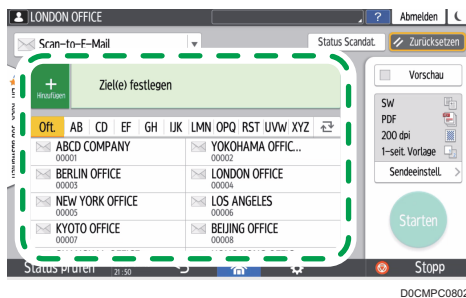 LONDON OFFICE
? Abmelden
Scan-to-E-Mail
Status Scandat. Zurücksetzen
Hinzufügen
Ziel(e) festlegen
Vorschau
Oft. AB CD EF GH IJK LMN OPQ RST UVW XYZ
SW
PDF
200 dpi
1-seit. Vorlage
ABCD COMPANY
00001
YOKOHAMA OFFIC...
00002
BERLIN OFFICE
00003
LONDON OFFICE
00004
Sendeeinstell.
NEW YORK OFFICE
00005
LOS ANGELES
00006
KYOTO OFFICE
00007
BEIJING OFFICE
00008
Starten
Status prüfen
21:50
Stopp
D0CMPC0802